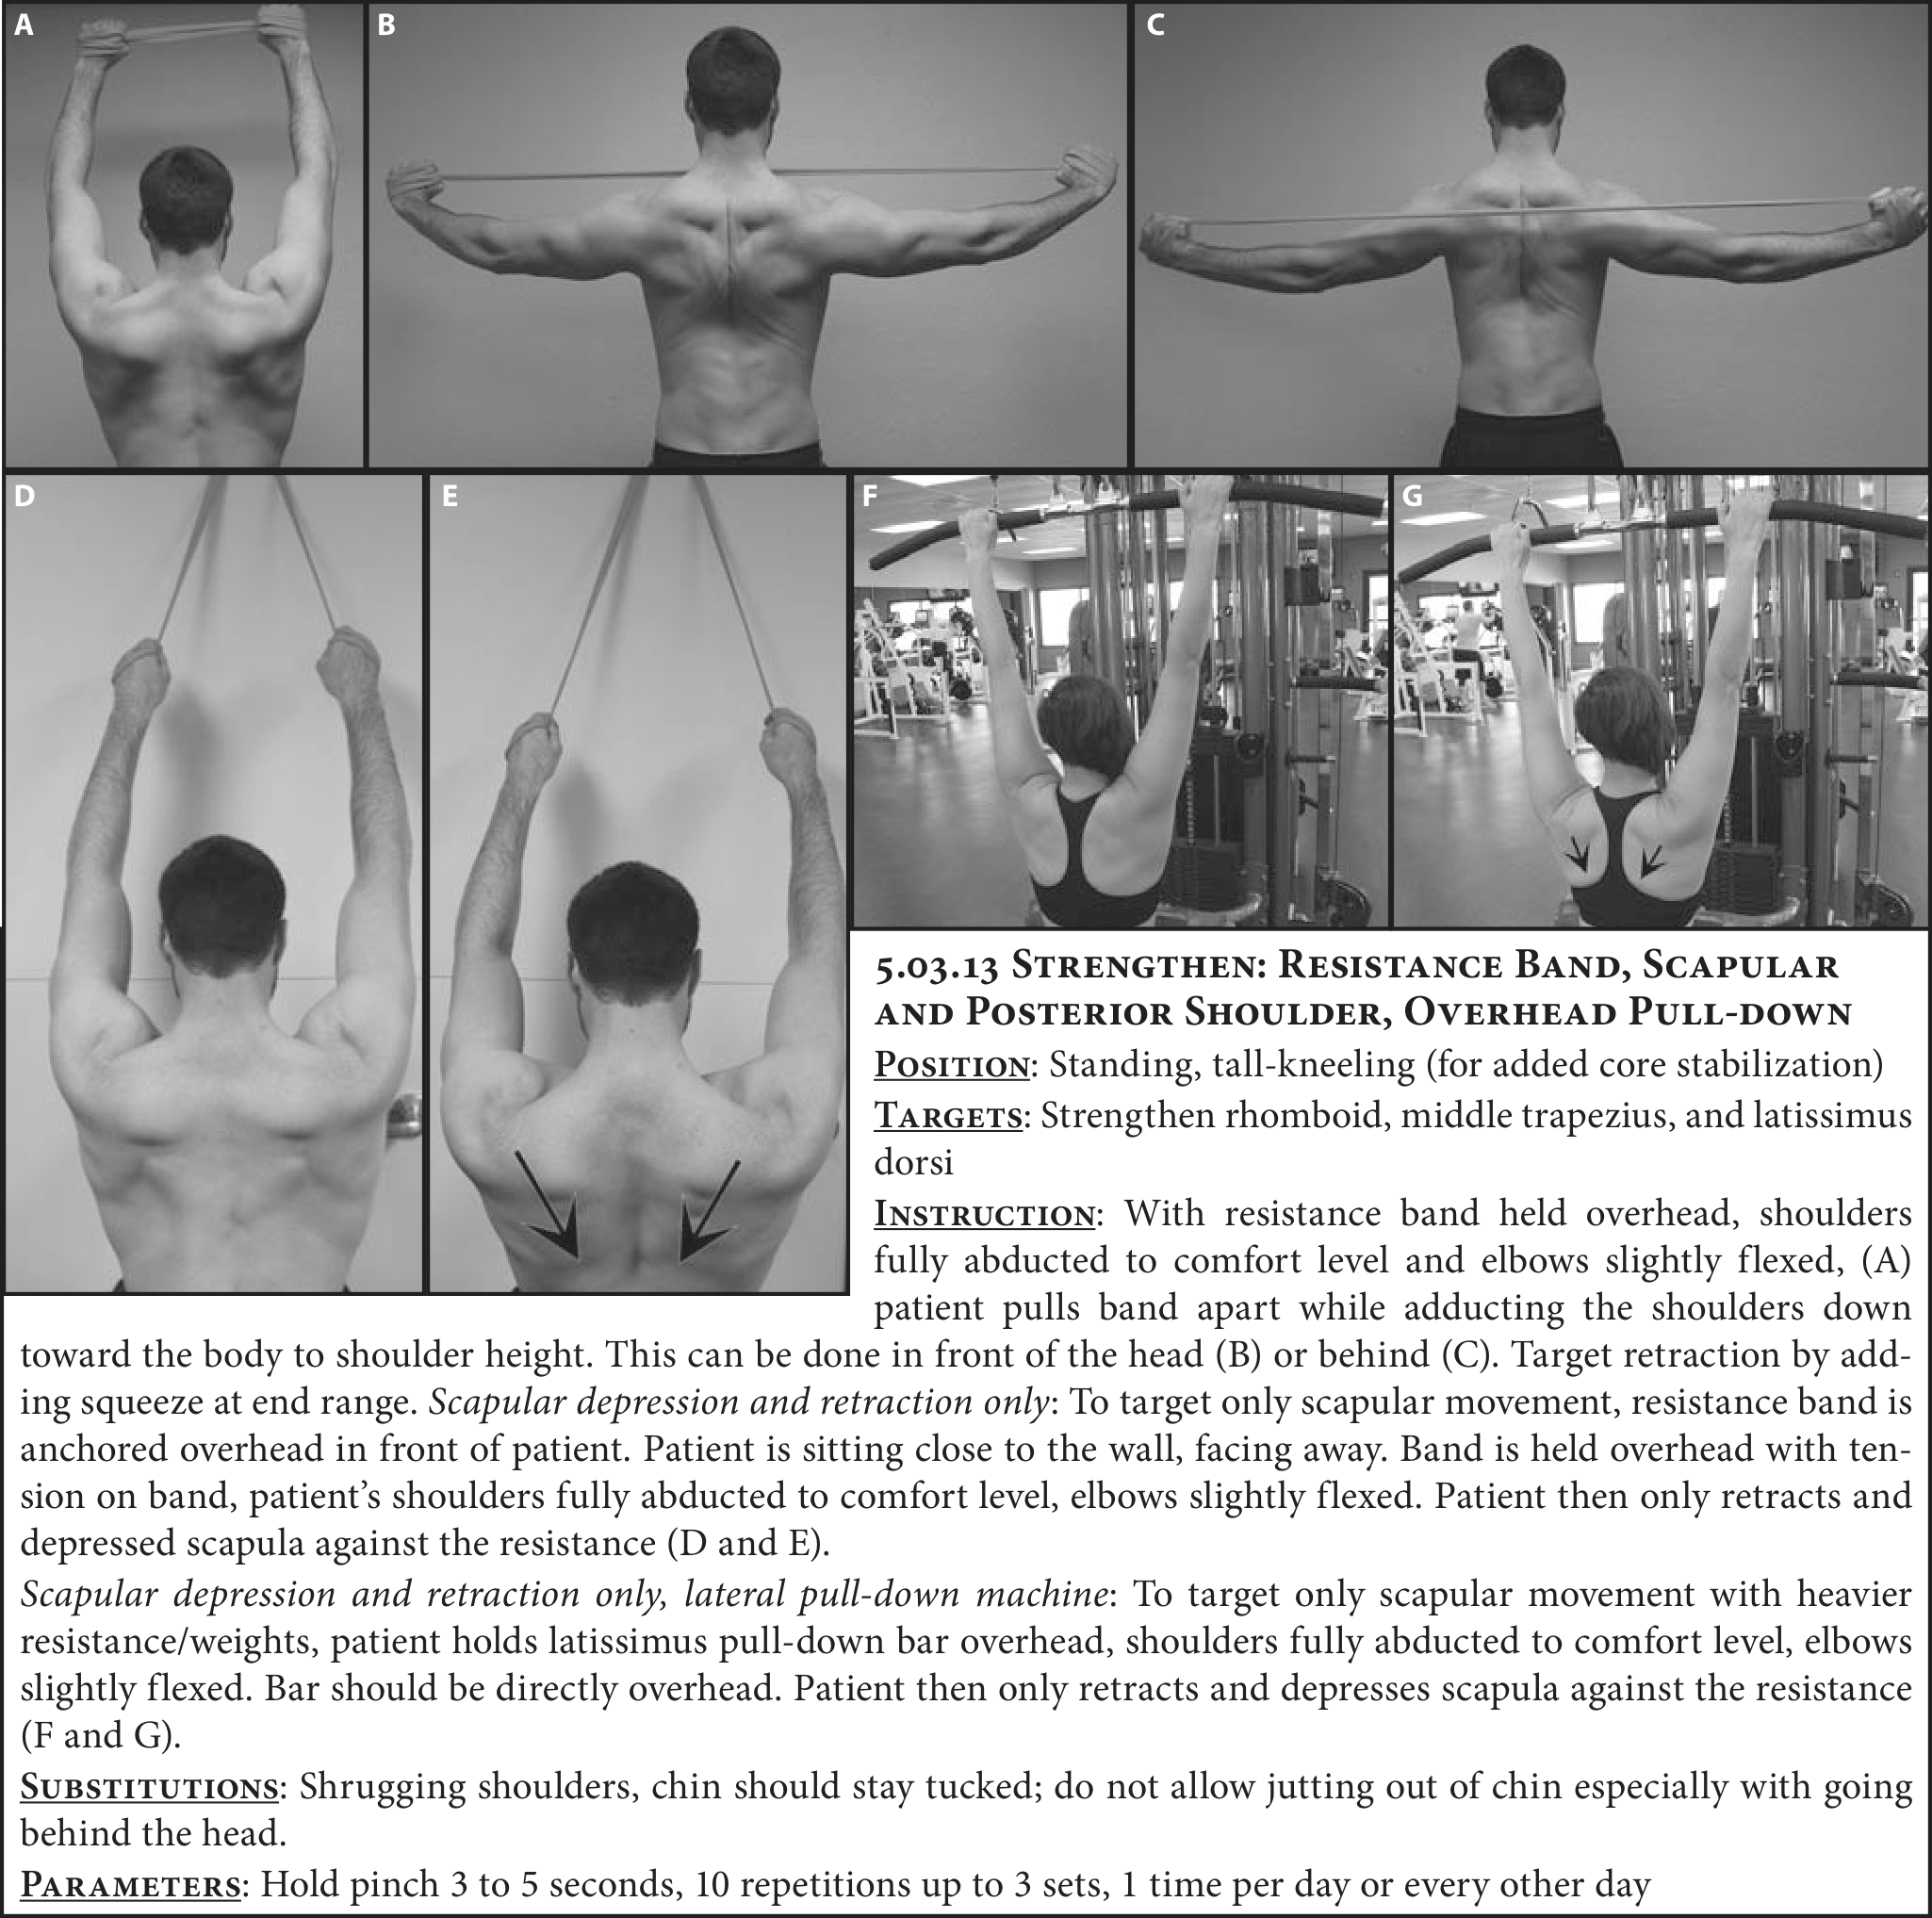 A
B
C
D
E
F
G
5.03.13 Strengthen: Resistance Band, Scapular
and Posterior Shoulder, Overhead Pull-down
Position: Standing, tall-kneeling (for added core stabilization)
Targets: Strengthen rhomboid, middle trapezius, and latissimus
dorsi
Instruction: With resistance band held overhead, shoulders
fully abducted to comfort level and elbows slightly flexed, (A)
patient pulls band apart while adducting the shoulders down
toward the body to shoulder height. This can be done in front of the head (B) or behind (C). Target retraction by add-
ing squeeze at end range. Scapular depression and retraction only: To target only scapular movement, resistance band is
anchored overhead in front of patient. Patient is sitting close to the wall, facing away. Band is held overhead with ten-
sion on band, patient’s shoulders fully abducted to comfort level, elbows slightly flexed. Patient then only retracts and
depressed scapula against the resistance (D and E).
Scapular depression and retraction only, lateral pull-down machine: To target only scapular movement with heavier
resistance/weights, patient holds latissimus pull-down bar overhead, shoulders fully abducted to comfort level, elbows
slightly flexed. Bar should be directly overhead. Patient then only retracts and depresses scapula against the resistance
(F and G).
Substitutions: Shrugging shoulders, chin should stay tucked; do not allow jutting out of chin especially with going
behind the head.
Parameters: Hold pinch 3 to 5 seconds, 10 repetitions up to 3 sets, 1 time per day or every other day